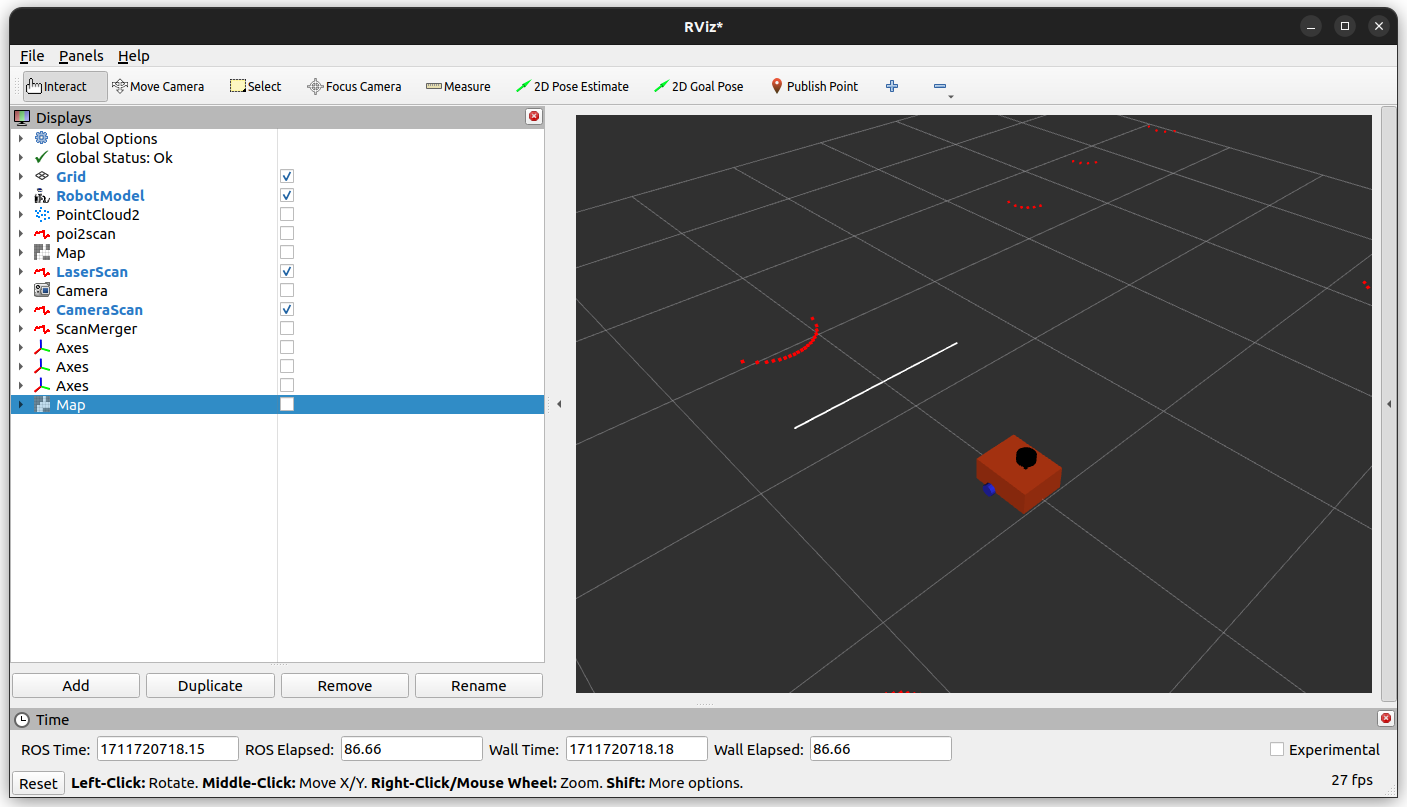 RViz*
File Panels Help
Interact Move Camera Select Focus Camera Measure 2D Pose Estimate 2D Goal Pose Publish Point
Displays
Global Options
Global Status: Ok
Grid
RobotModel
PointCloud2
poi2scan
Map
LaserScan
Camera
CameraScan
ScanMerger
Axes
Axes
Axes
Map
Add Duplicate Remove Rename
Time
ROS Time: 1711720718.15 ROS Elapsed: 86.66 Wall Time: 1711720718.18 Wall Elapsed: 86.66 Experimental
Reset Left-Click: Rotate. Middle-Click: Move X/Y. Right-Click/Mouse Wheel: Zoom. Shift: More options. 27 fps